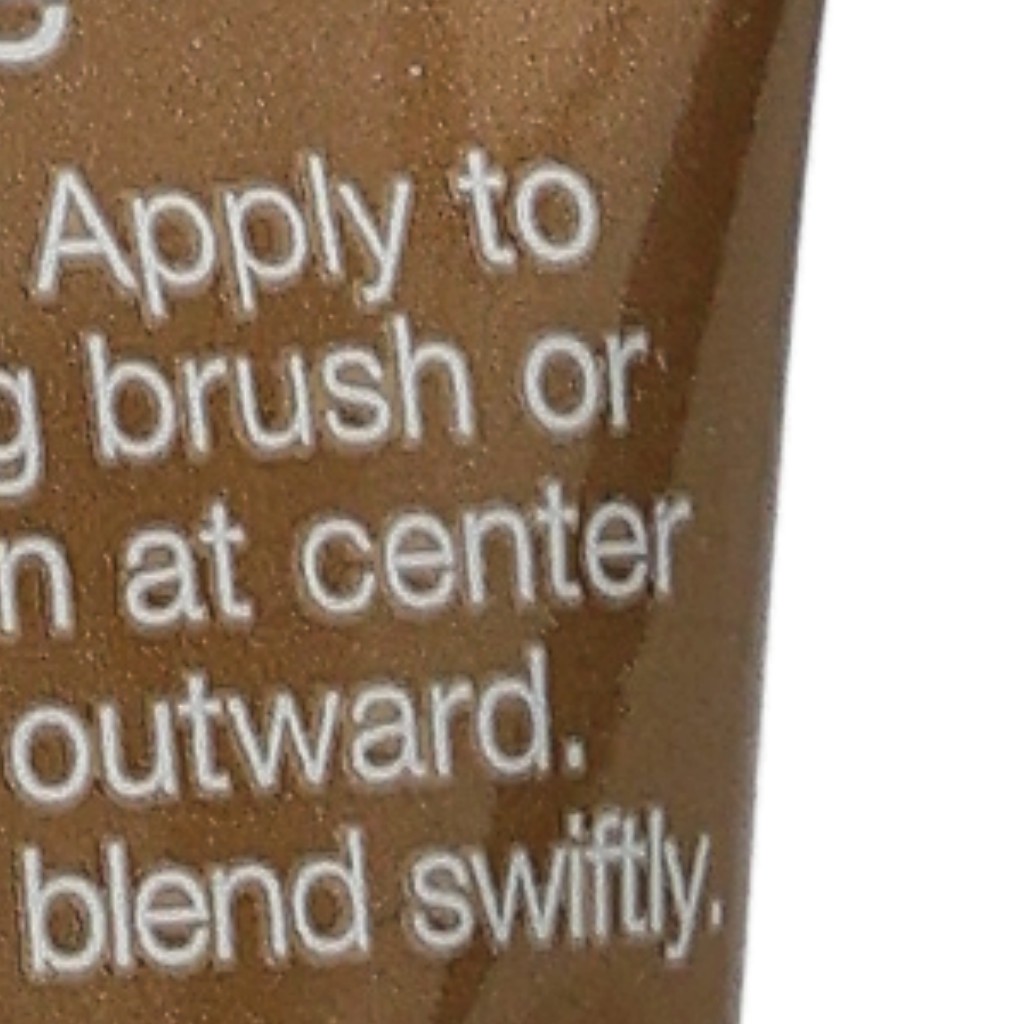 Apply to
brush or
at center
outward.
blend swiftly.